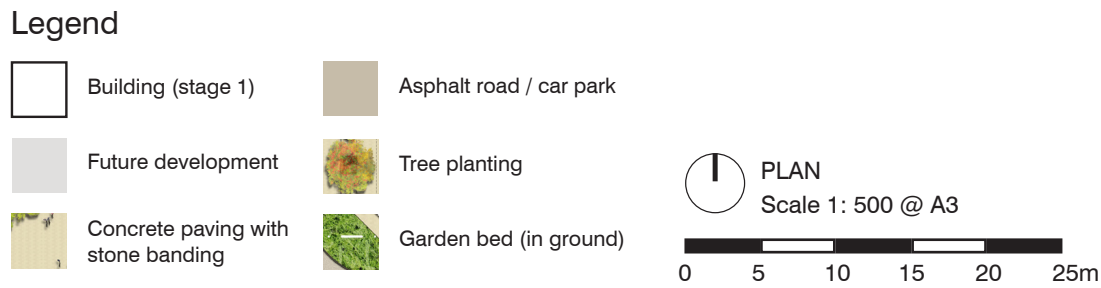 Legend
Building (stage 1)
Future development
Concrete paving with
stone banding
Asphalt road / car park
Tree planting
Garden bed (in ground)
PLAN
Scale 1: 500 @ A3
0 5 10 15 20 25m